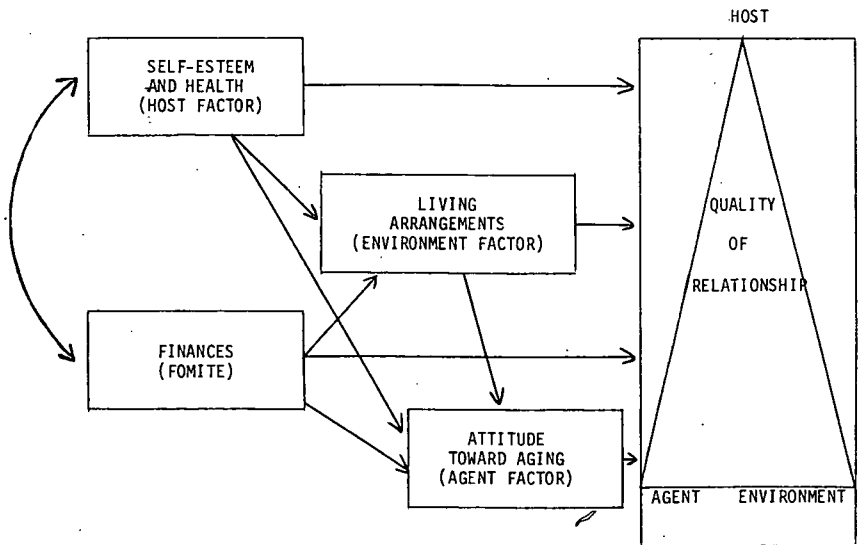 HOST
SELF-ESTEEM
AND HEALTH
(HOST FACTOR)
LIVING
ARRANGEMENTS
(ENVIRONMENT FACTOR)
QUALITY
OF
RELATIONSHIP
FINANCES
(FOMITE)
ATTITUDE
TOWARD AGING
(AGENT FACTOR)
AGENT ENVIRONMENT